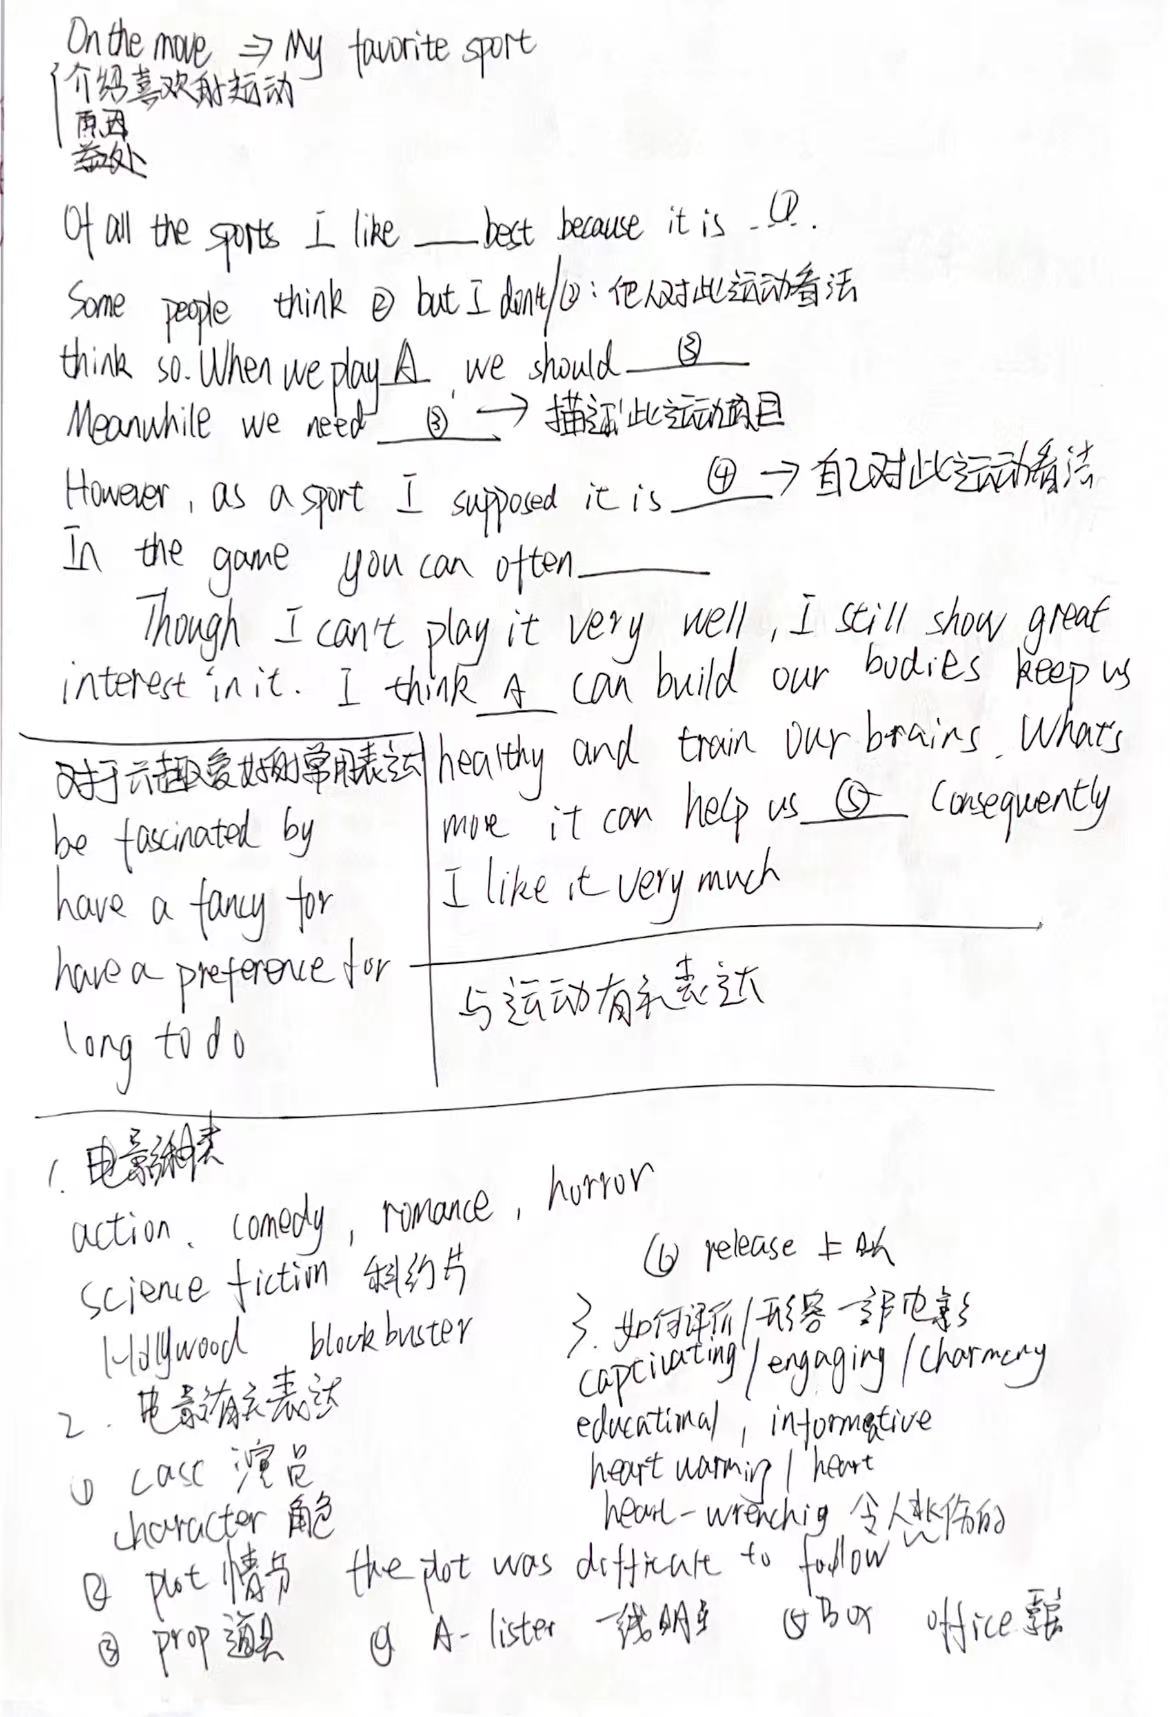 On the move ⇒ My favorite sport
介绍喜欢的运动
原因
益处
Of all the sports I like ___ best because it is ①.
Some people think ② but I don't/②: 他人对此运动看法
think so. When we play A, we should ③
Meanwhile we need ③ → 描述此运动项目
However, as a sport I supposed it is ④ → 自己对此运动看法
In the game you can often ___
Though I can't play it very well, I still show great
interest in it. I think A can build our bodies keep us
healthy and train our brains. Whats
more it can help us ⑤ Consequently
I like it very much
对于兴趣爱好的常用表达
be fascinated by
have a fancy for
have a preference for
long to do
与运动有关表达
1. 电影种类
action, comedy, romance, horror
science fiction 科幻片
Hollywood blockbuster
2. 电影有关表达
① cast 演员
character 角色
② plot 情节 the plot was difficult to follow
③ prop 道具 ④ A-lister 一线明星 ⑤ Box office 票房
⑥ release 上映
3. 如何评价/形容一部电影
captivating/engaging/charming
educational, informative
heart warming / heart
heart-wrenchig 令人悲伤的